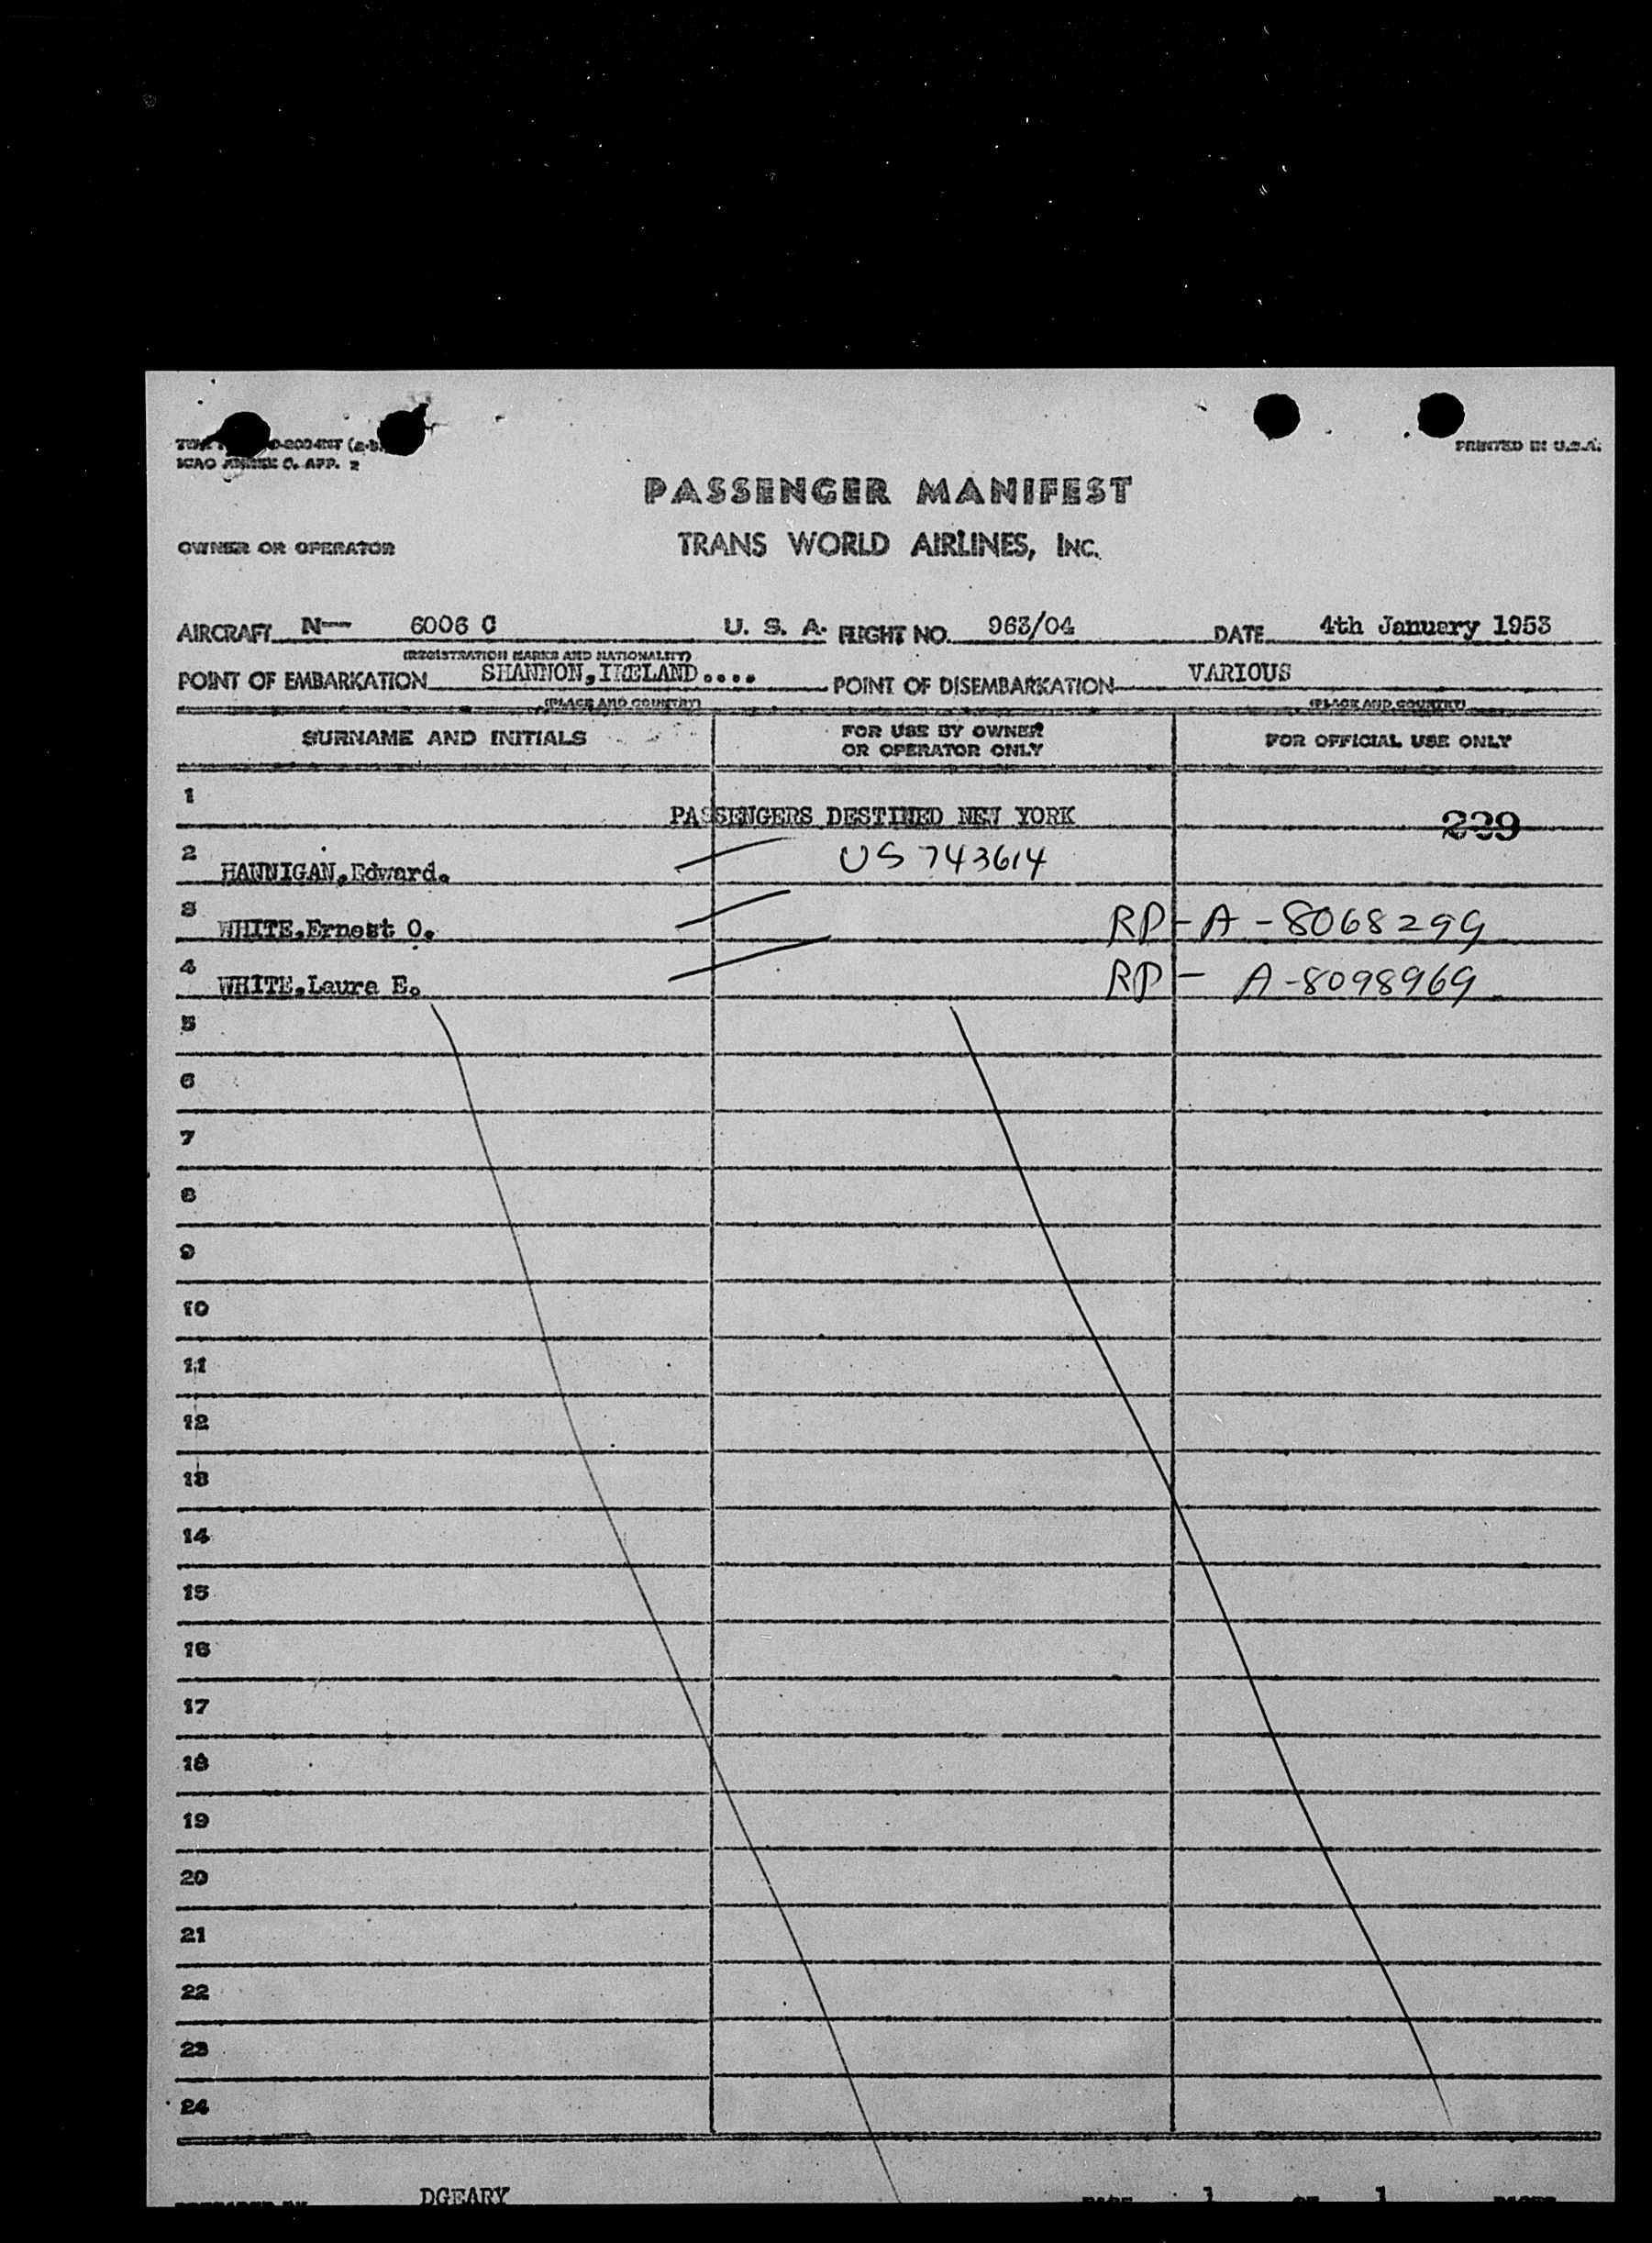 ICAO ANNEX 9. APP. 2
PRINTED IN U.S.A.
PASSENGER MANIFEST
OWNER OR OPERATOR TRANS WORLD AIRLINES, INC.
AIRCRAFT N— 6006 C U. S. A. FLIGHT NO. 963/04 DATE 4th January 1953
(REGISTRATION MARKS AND NATIONALITY)
POINT OF EMBARKATION SHANNON,IRELAND.... POINT OF DISEMBARKATION VARIOUS
(PLACE AND COUNTRY) (PLACE AND COUNTRY)
SURNAME AND INITIALS FOR USE BY OWNER OR OPERATOR ONLY FOR OFFICIAL USE ONLY
1 PASSENGERS DESTINED NEW YORK 239
2 HANNIGAN,Edward. US 743614
3 WHITE.Ernest O. RP-A-8068299
4 WHITE.Laura E. RP- A-8098969
5
6
7
8
9
10
11
12
13
14
15
16
17
18
19
20
21
22
23
24
DGEARY 1 1